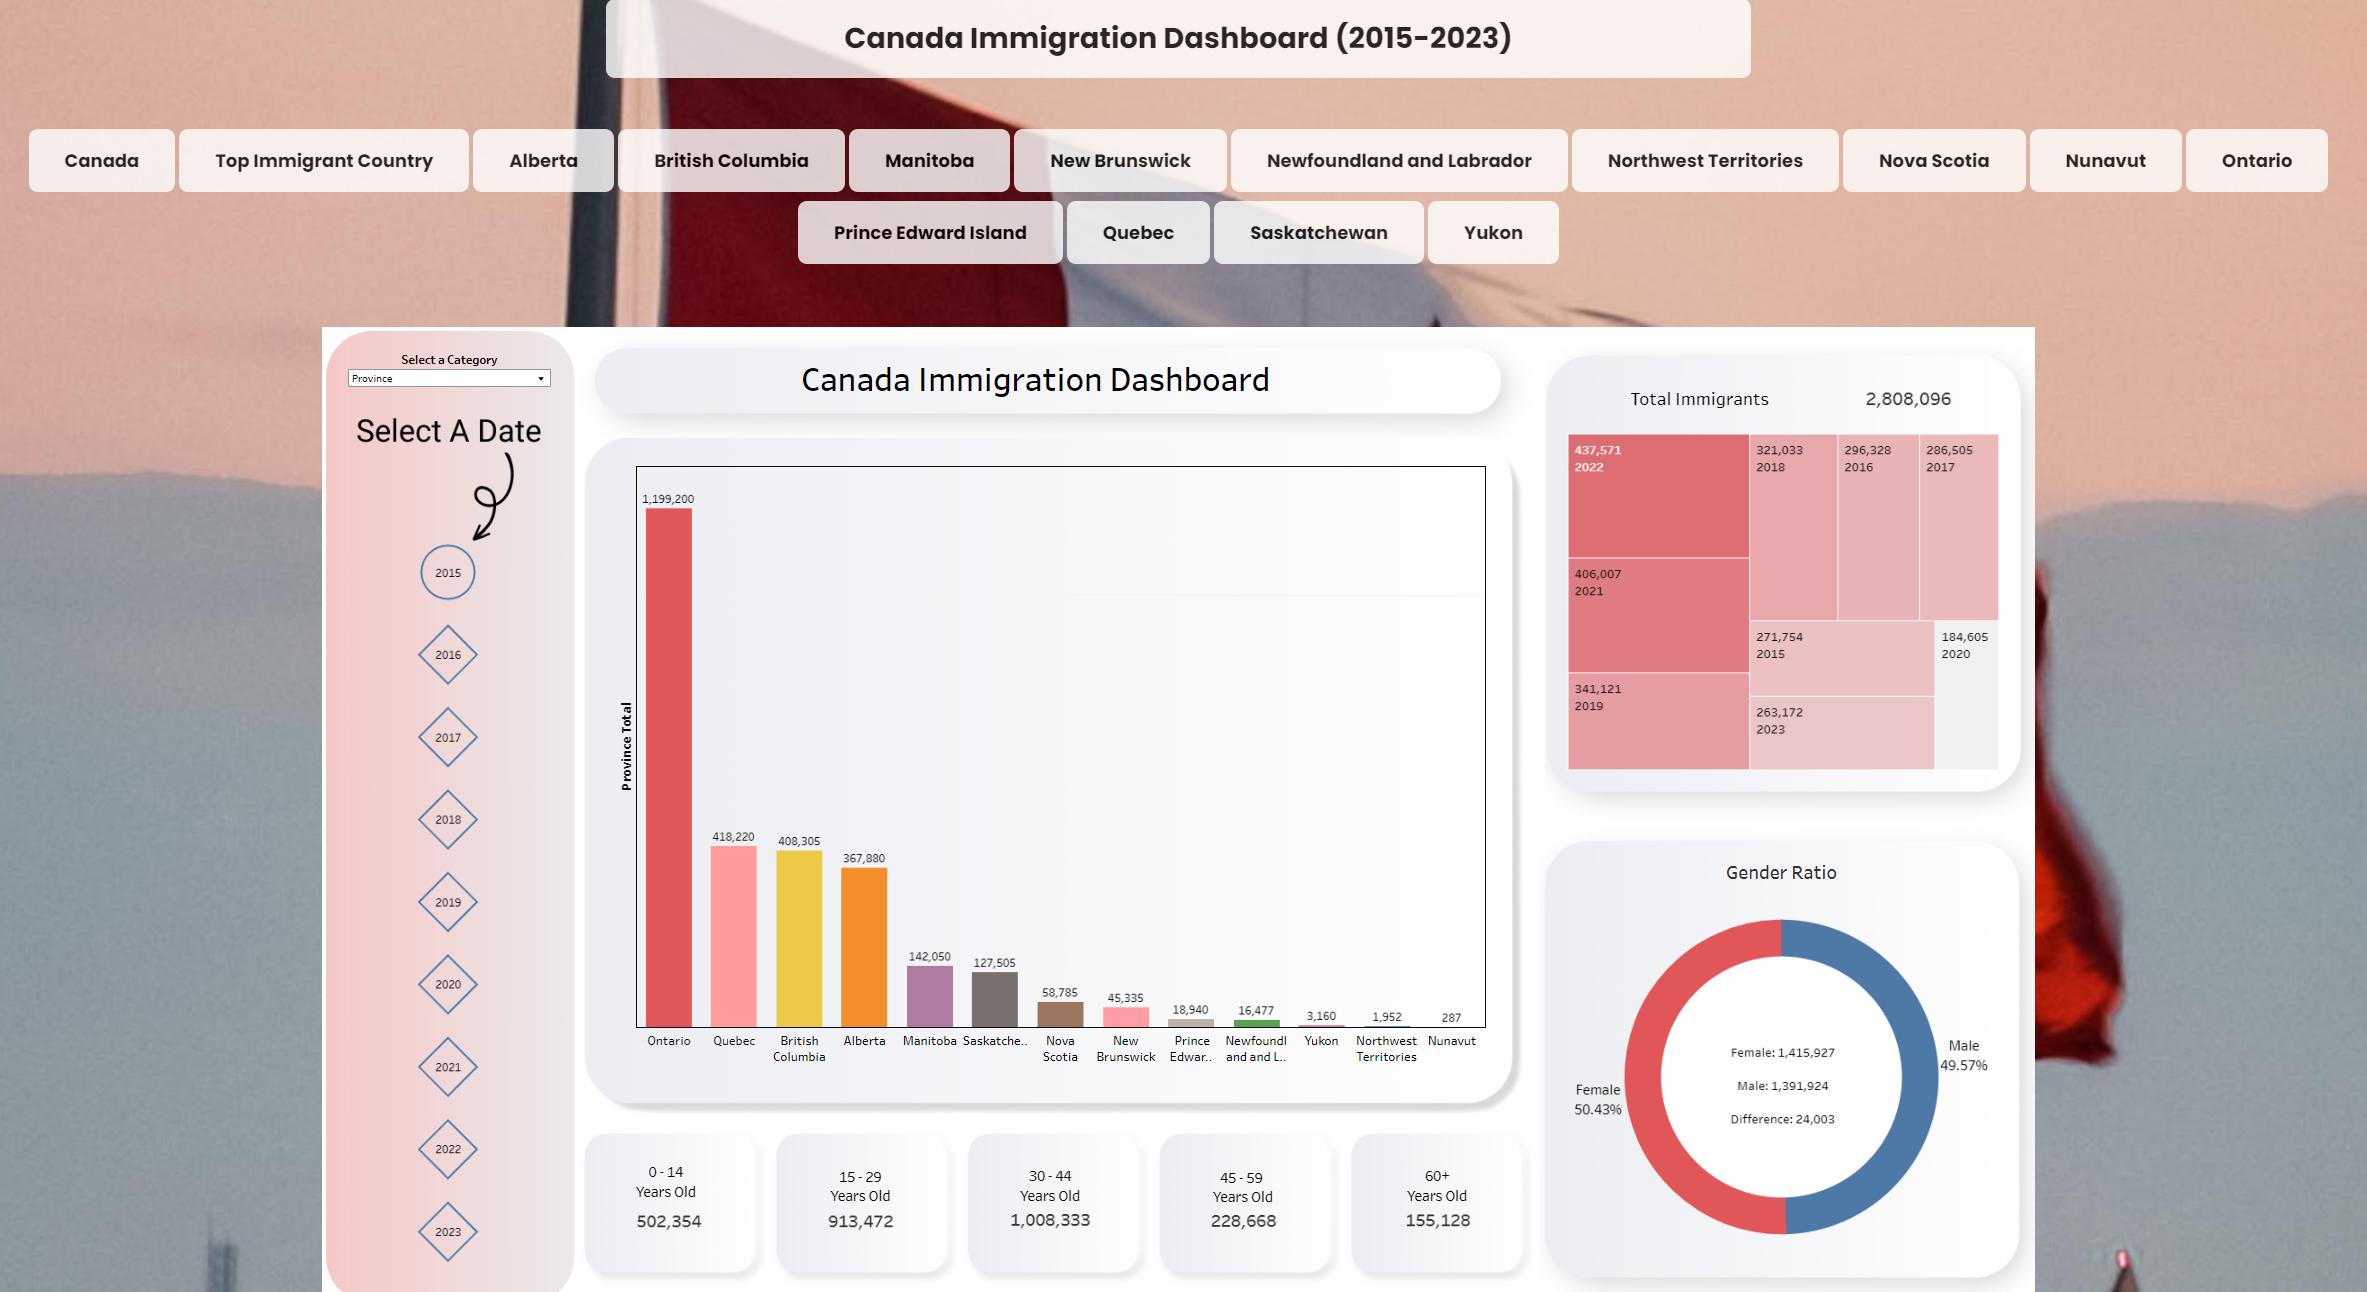 Canada Immigration Dashboard (2015-2023)
Canada
Top Immigrant Country
Alberta
British Columbia
Manitoba
New Brunswick
Newfoundland and Labrador
Northwest Territories
Nova Scotia
Nunavut
Ontario
Prince Edward Island
Quebec
Saskatchewan
Yukon
Select a Category
Province
Select A Date
2015
2016
2017
2018
2019
2020
2021
2022
2023
Canada Immigration Dashboard
Province Total
1,199,200
418,220
408,305
367,880
142,050
127,505
58,785
45,335
18,940
16,477
3,160
1,952
287
Ontario
Quebec
British
Columbia
Alberta
Manitoba
Saskatche..
Nova
Scotia
New
Brunswick
Prince
Edwar..
Newfoundl
and and L..
Yukon
Northwest
Territories
Nunavut
0 - 14
Years Old
502,354
15 - 29
Years Old
913,472
30 - 44
Years Old
1,008,333
45 - 59
Years Old
228,668
60+
Years Old
155,128
Total Immigrants 2,808,096
437,571
2022
406,007
2021
341,121
2019
321,033
2018
296,328
2016
286,505
2017
271,754
2015
263,172
2023
184,605
2020
Gender Ratio
Female: 1,415,927
Male: 1,391,924
Difference: 24,003
Male
49.57%
Female
50.43%